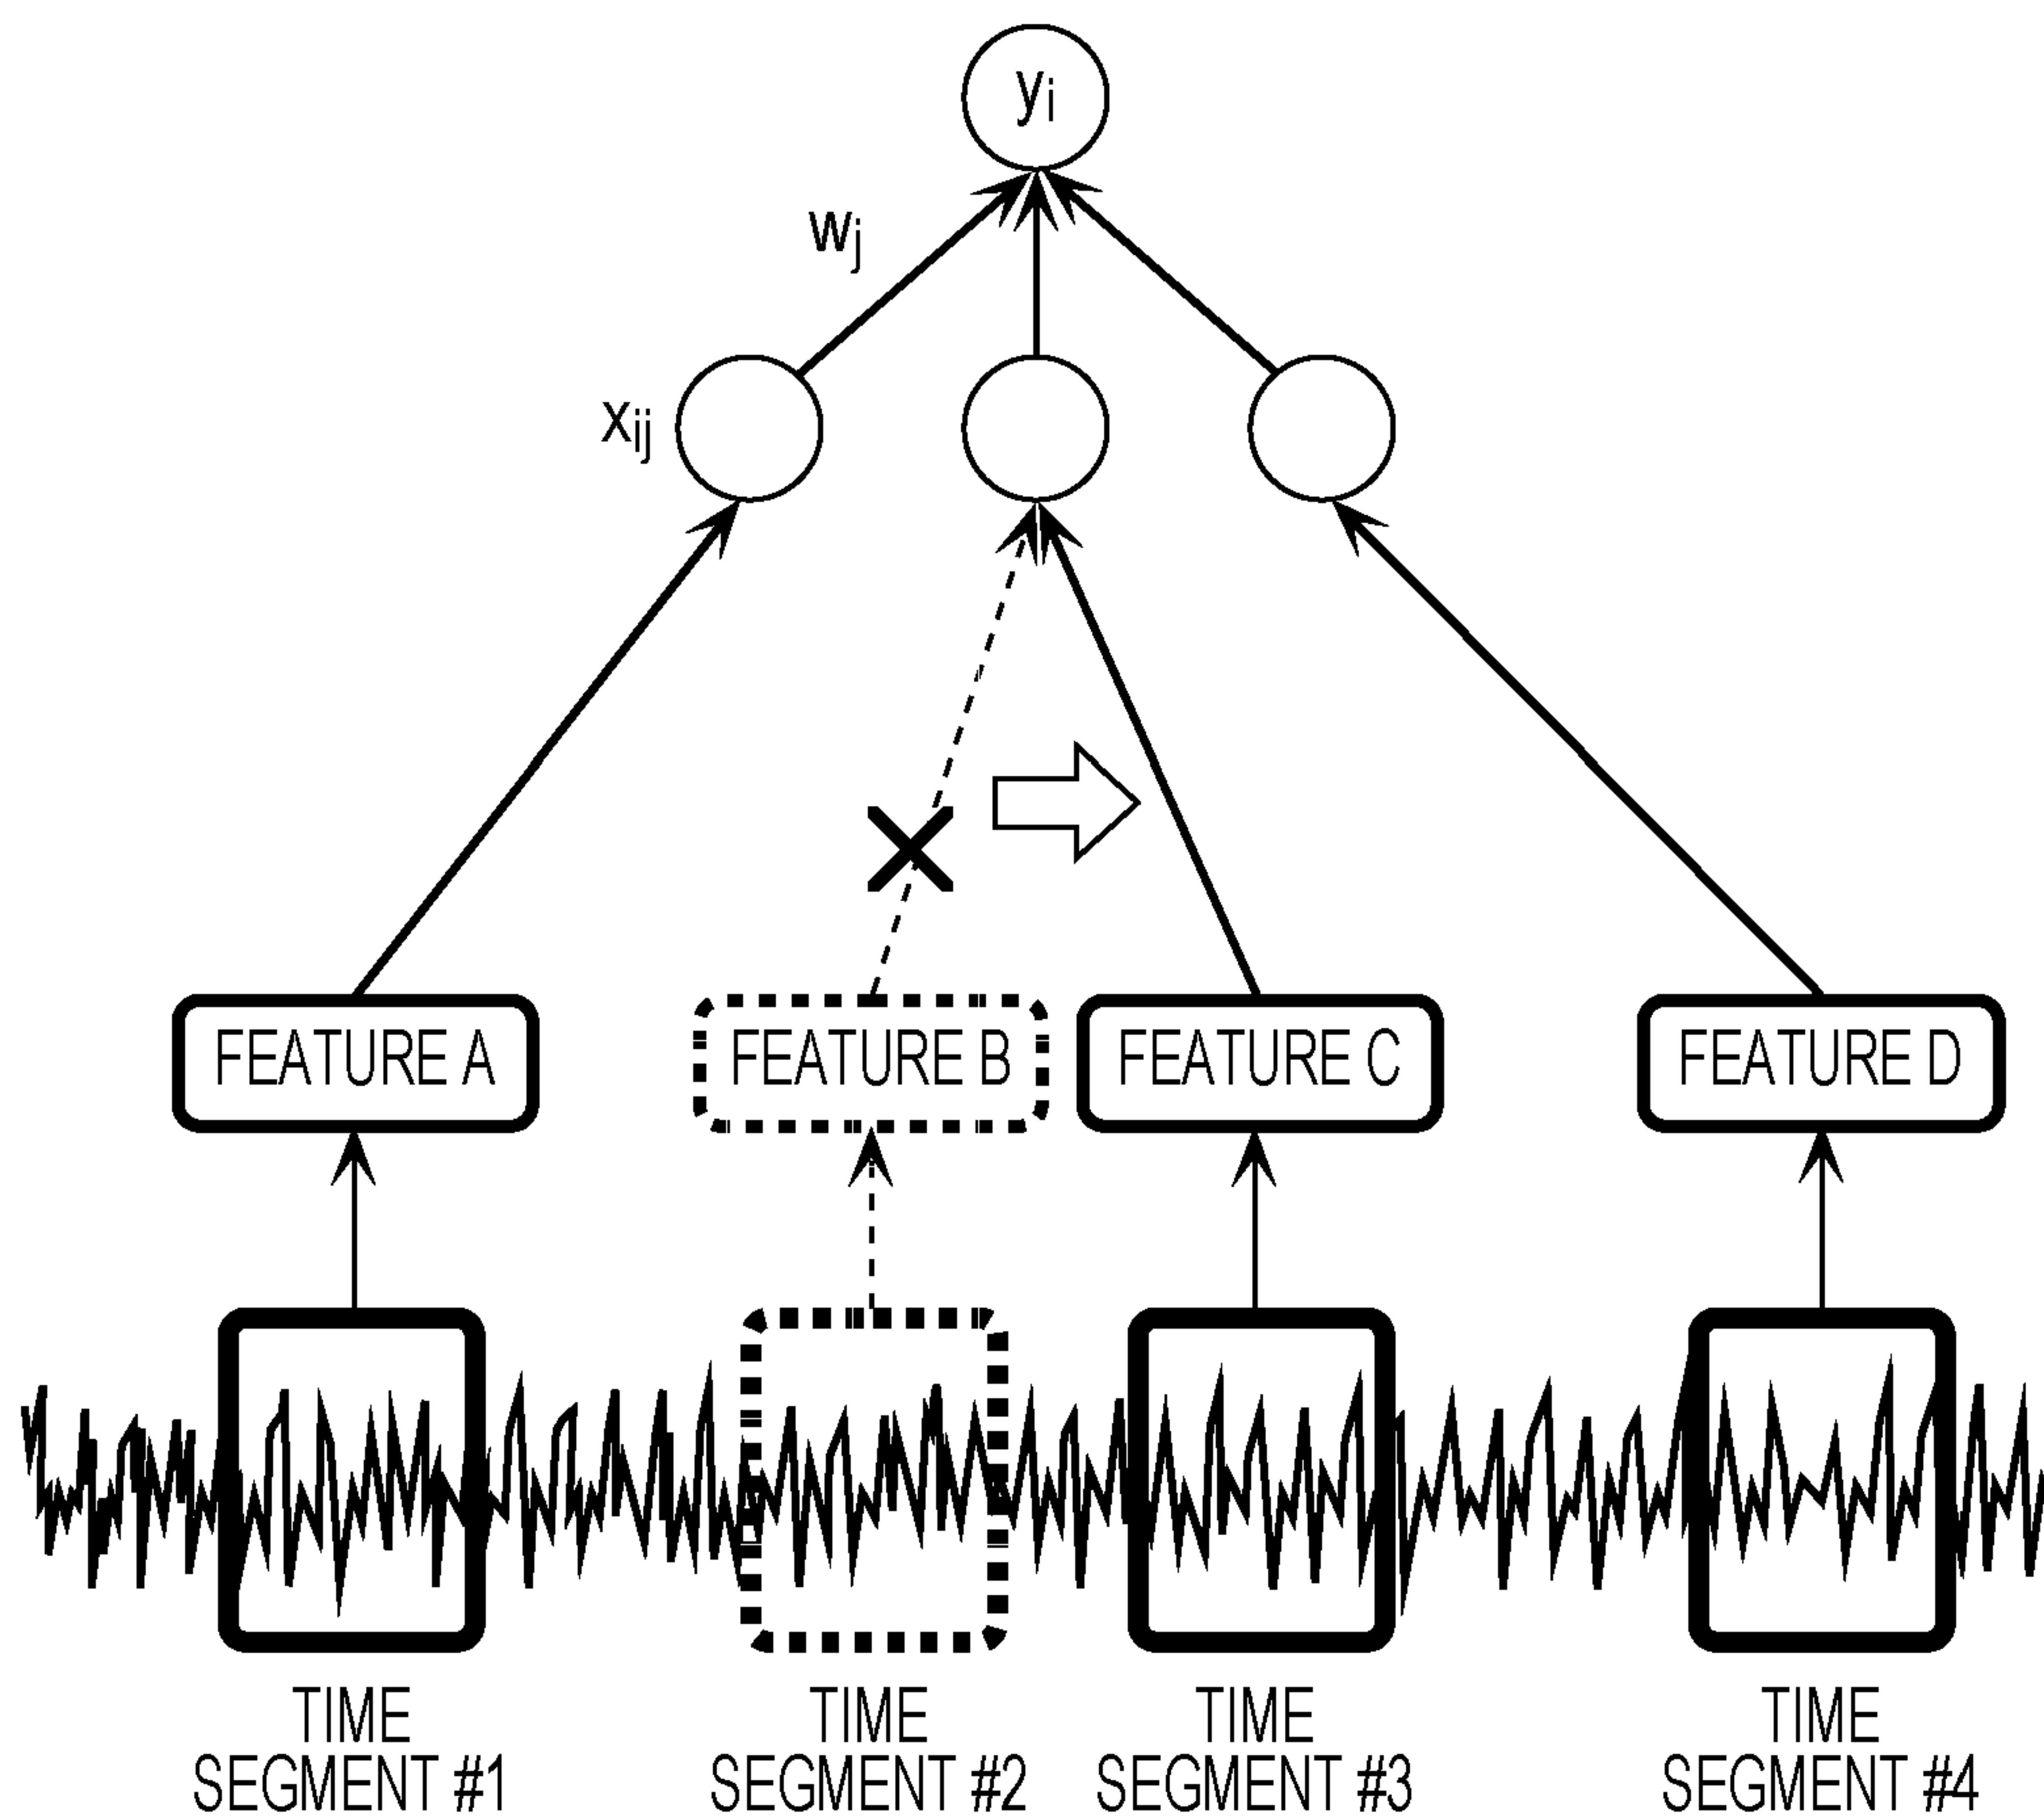 yi
wj
xij
FEATURE A
FEATURE B
FEATURE C
FEATURE D
TIME
SEGMENT #1
TIME
SEGMENT #2
TIME
SEGMENT #3
TIME
SEGMENT #4